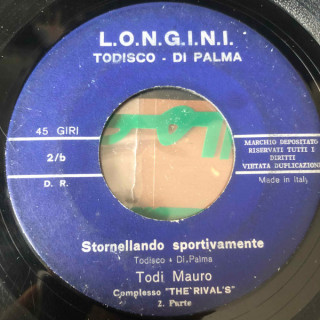 L.O.N.G.I.N.I.
TODISCO - DI PALMA
45 GIRI
2/b
D. R.
MARCHIO DEPOSITATO
RISERVATI TUTTI I
DIRITTI
VIETATA DUPLICAZIONE
Made in Italy
Stornellando sportivamente
Todisco - Di Palma
Todi Mauro
Complesso "THE RIVAL'S"
2. Parte